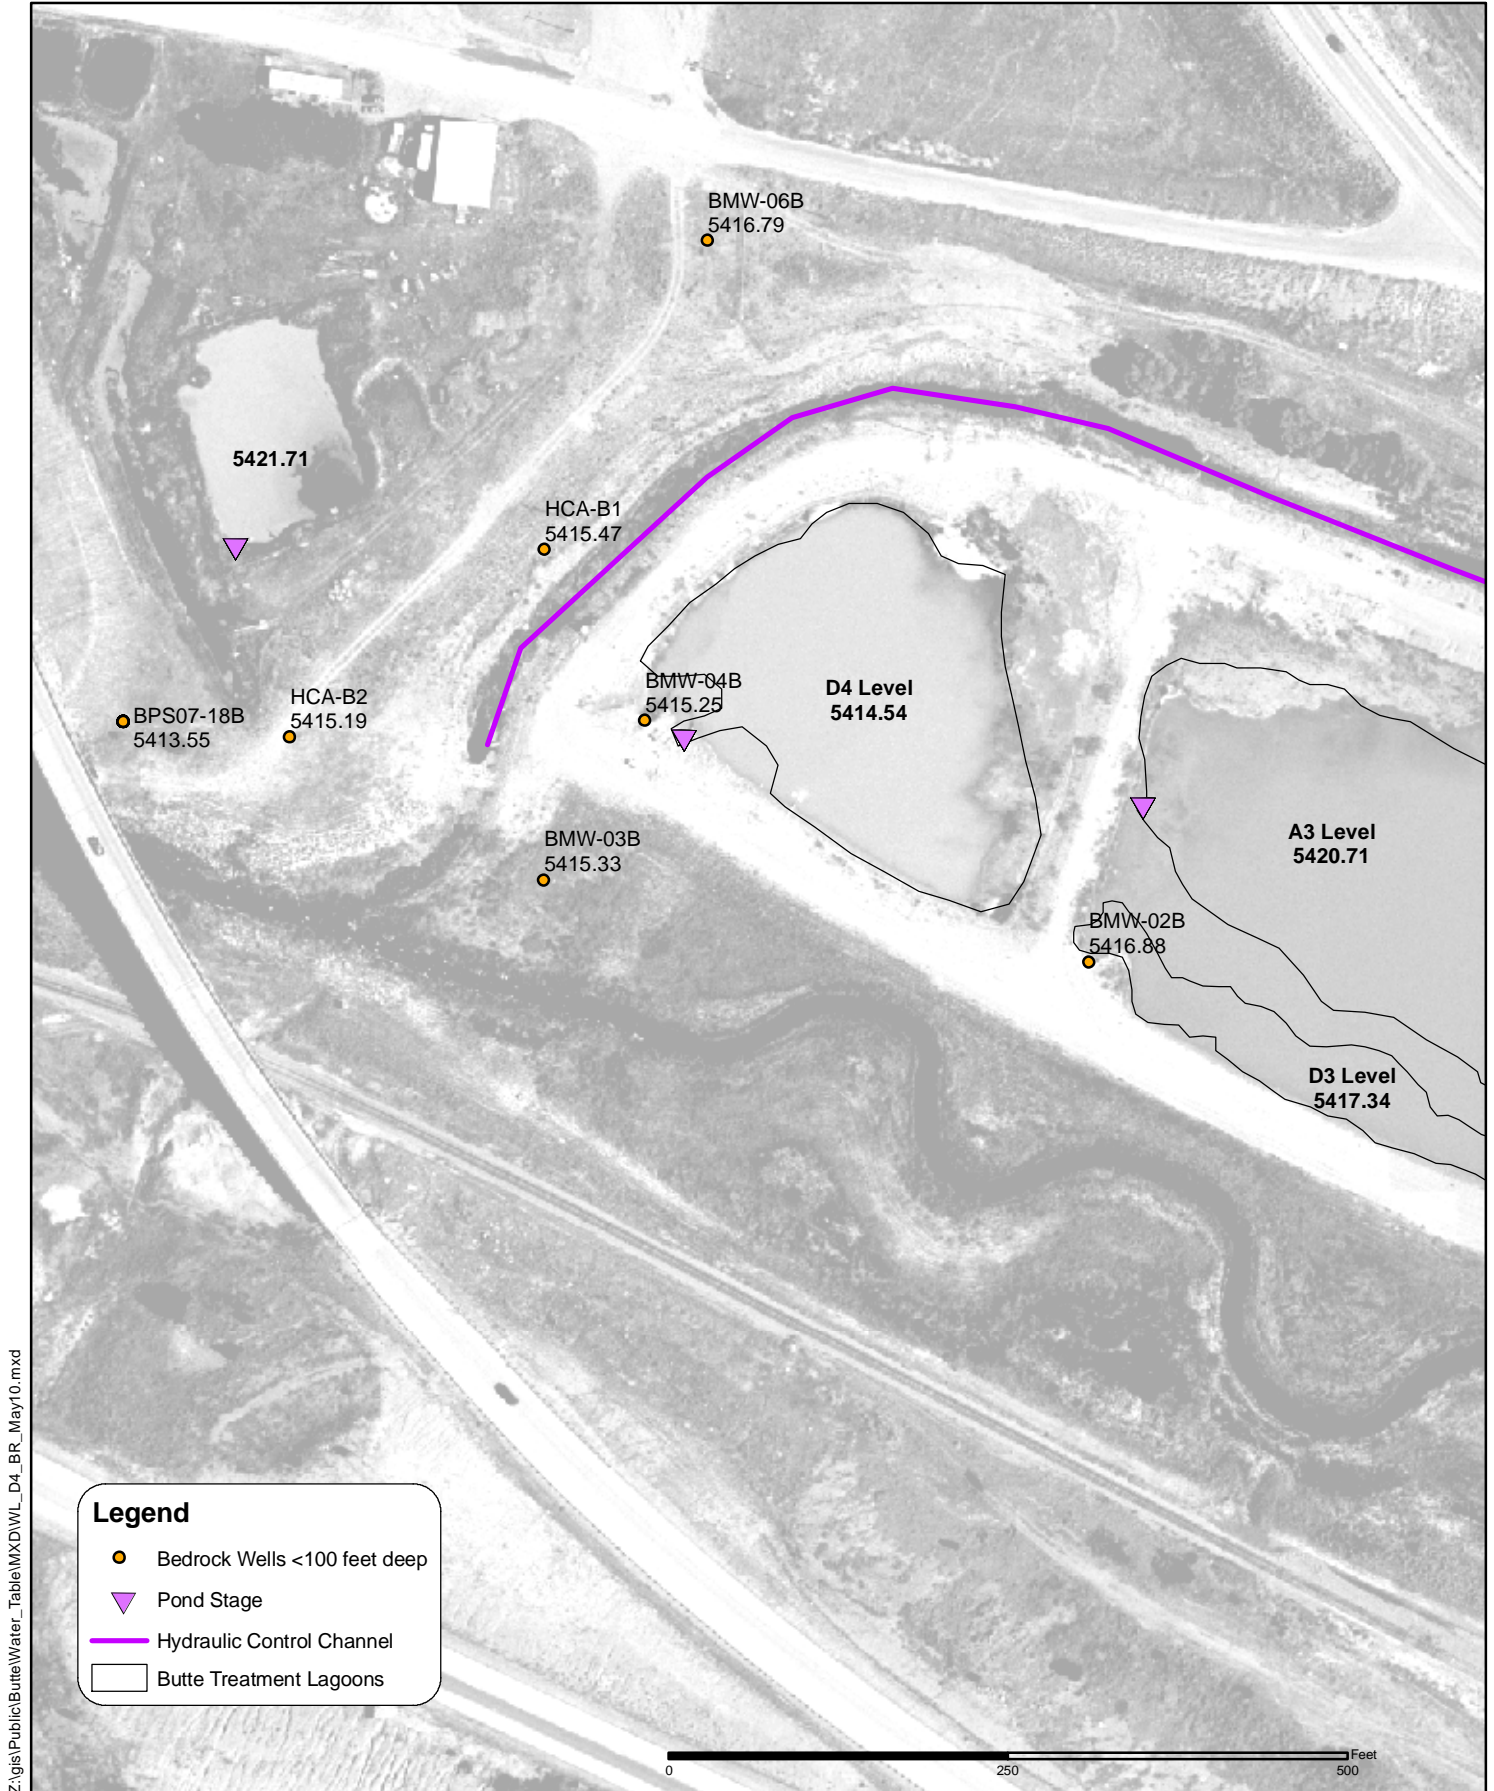 BMW-06B
5416.79
5421.71
HCA-B1
5415.47
BMW-04B
5415.25
D4 Level
5414.54
HCA-B2
5415.19
BPS07-18B
5413.55
BMW-03B
5415.33
A3 Level
5420.71
BMW-02B
5416.88
D3 Level
5417.34
Legend
Bedrock Wells <100 feet deep
Pond Stage
Hydraulic Control Channel
Butte Treatment Lagoons
Feet
0 250 500
Z:\gis\Public\Butte\Water_Table\MXD\WL_D4_BR_May10.mxd